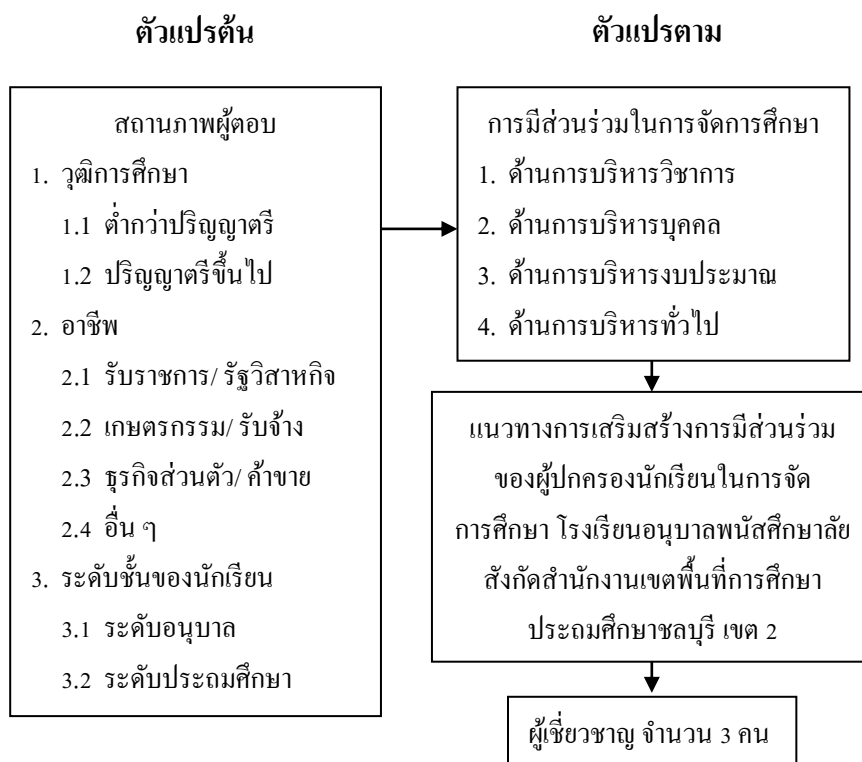 ตัวแปรต้น
สถานภาพผู้ตอบ
1. วุฒิการศึกษา
1.1 ต่ำกว่าปริญญาตรี
1.2 ปริญญาตรีขึ้นไป
2. อาชีพ
2.1 รับราชการ/ รัฐวิสาหกิจ
2.2 เกษตรกรรม/ รับจ้าง
2.3 ธุรกิจส่วนตัว/ ค้าขาย
2.4 อื่น ๆ
3. ระดับชั้นของนักเรียน
3.1 ระดับอนุบาล
3.2 ระดับประถมศึกษา
ตัวแปรตาม
การมีส่วนร่วมในการจัดการศึกษา
1. ด้านการบริหารวิชาการ
2. ด้านการบริหารบุคคล
3. ด้านการบริหารงบประมาณ
4. ด้านการบริหารทั่วไป
แนวทางการเสริมสร้างการมีส่วนร่วม
ของผู้ปกครองนักเรียนในการจัด
การศึกษา โรงเรียนอนุบาลพนัสศึกษาลัย
สังกัดสำนักงานเขตพื้นที่การศึกษา
ประถมศึกษาชลบุรี เขต 2
ผู้เชี่ยวชาญ จำนวน 3 คน